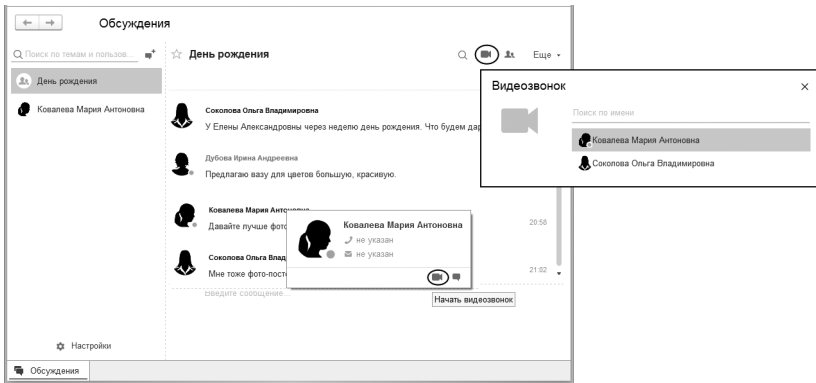 Обсуждения
Поиск по темам и пользов...
День рождения
Ковалева Мария Антоновна
День рождения
Еще
Соколова Ольга Владимировна
У Елены Александровны через неделю день рождения. Что будем дар
Дубова Ирина Андреевна
Предлагаю вазу для цветов большую, красивую.
Ковалева Мария Антоновна
Давайте лучше фото
20:58
Соколова Ольга Влад
Мне тоже фото-пост
21:02
Введите сообщение...
Ковалева Мария Антоновна
не указан
не указан
Начать видеозвонок
Видеозвонок
Поиск по имени
Ковалева Мария Антоновна
Соколова Ольга Владимировна
Настройки
Обсуждения